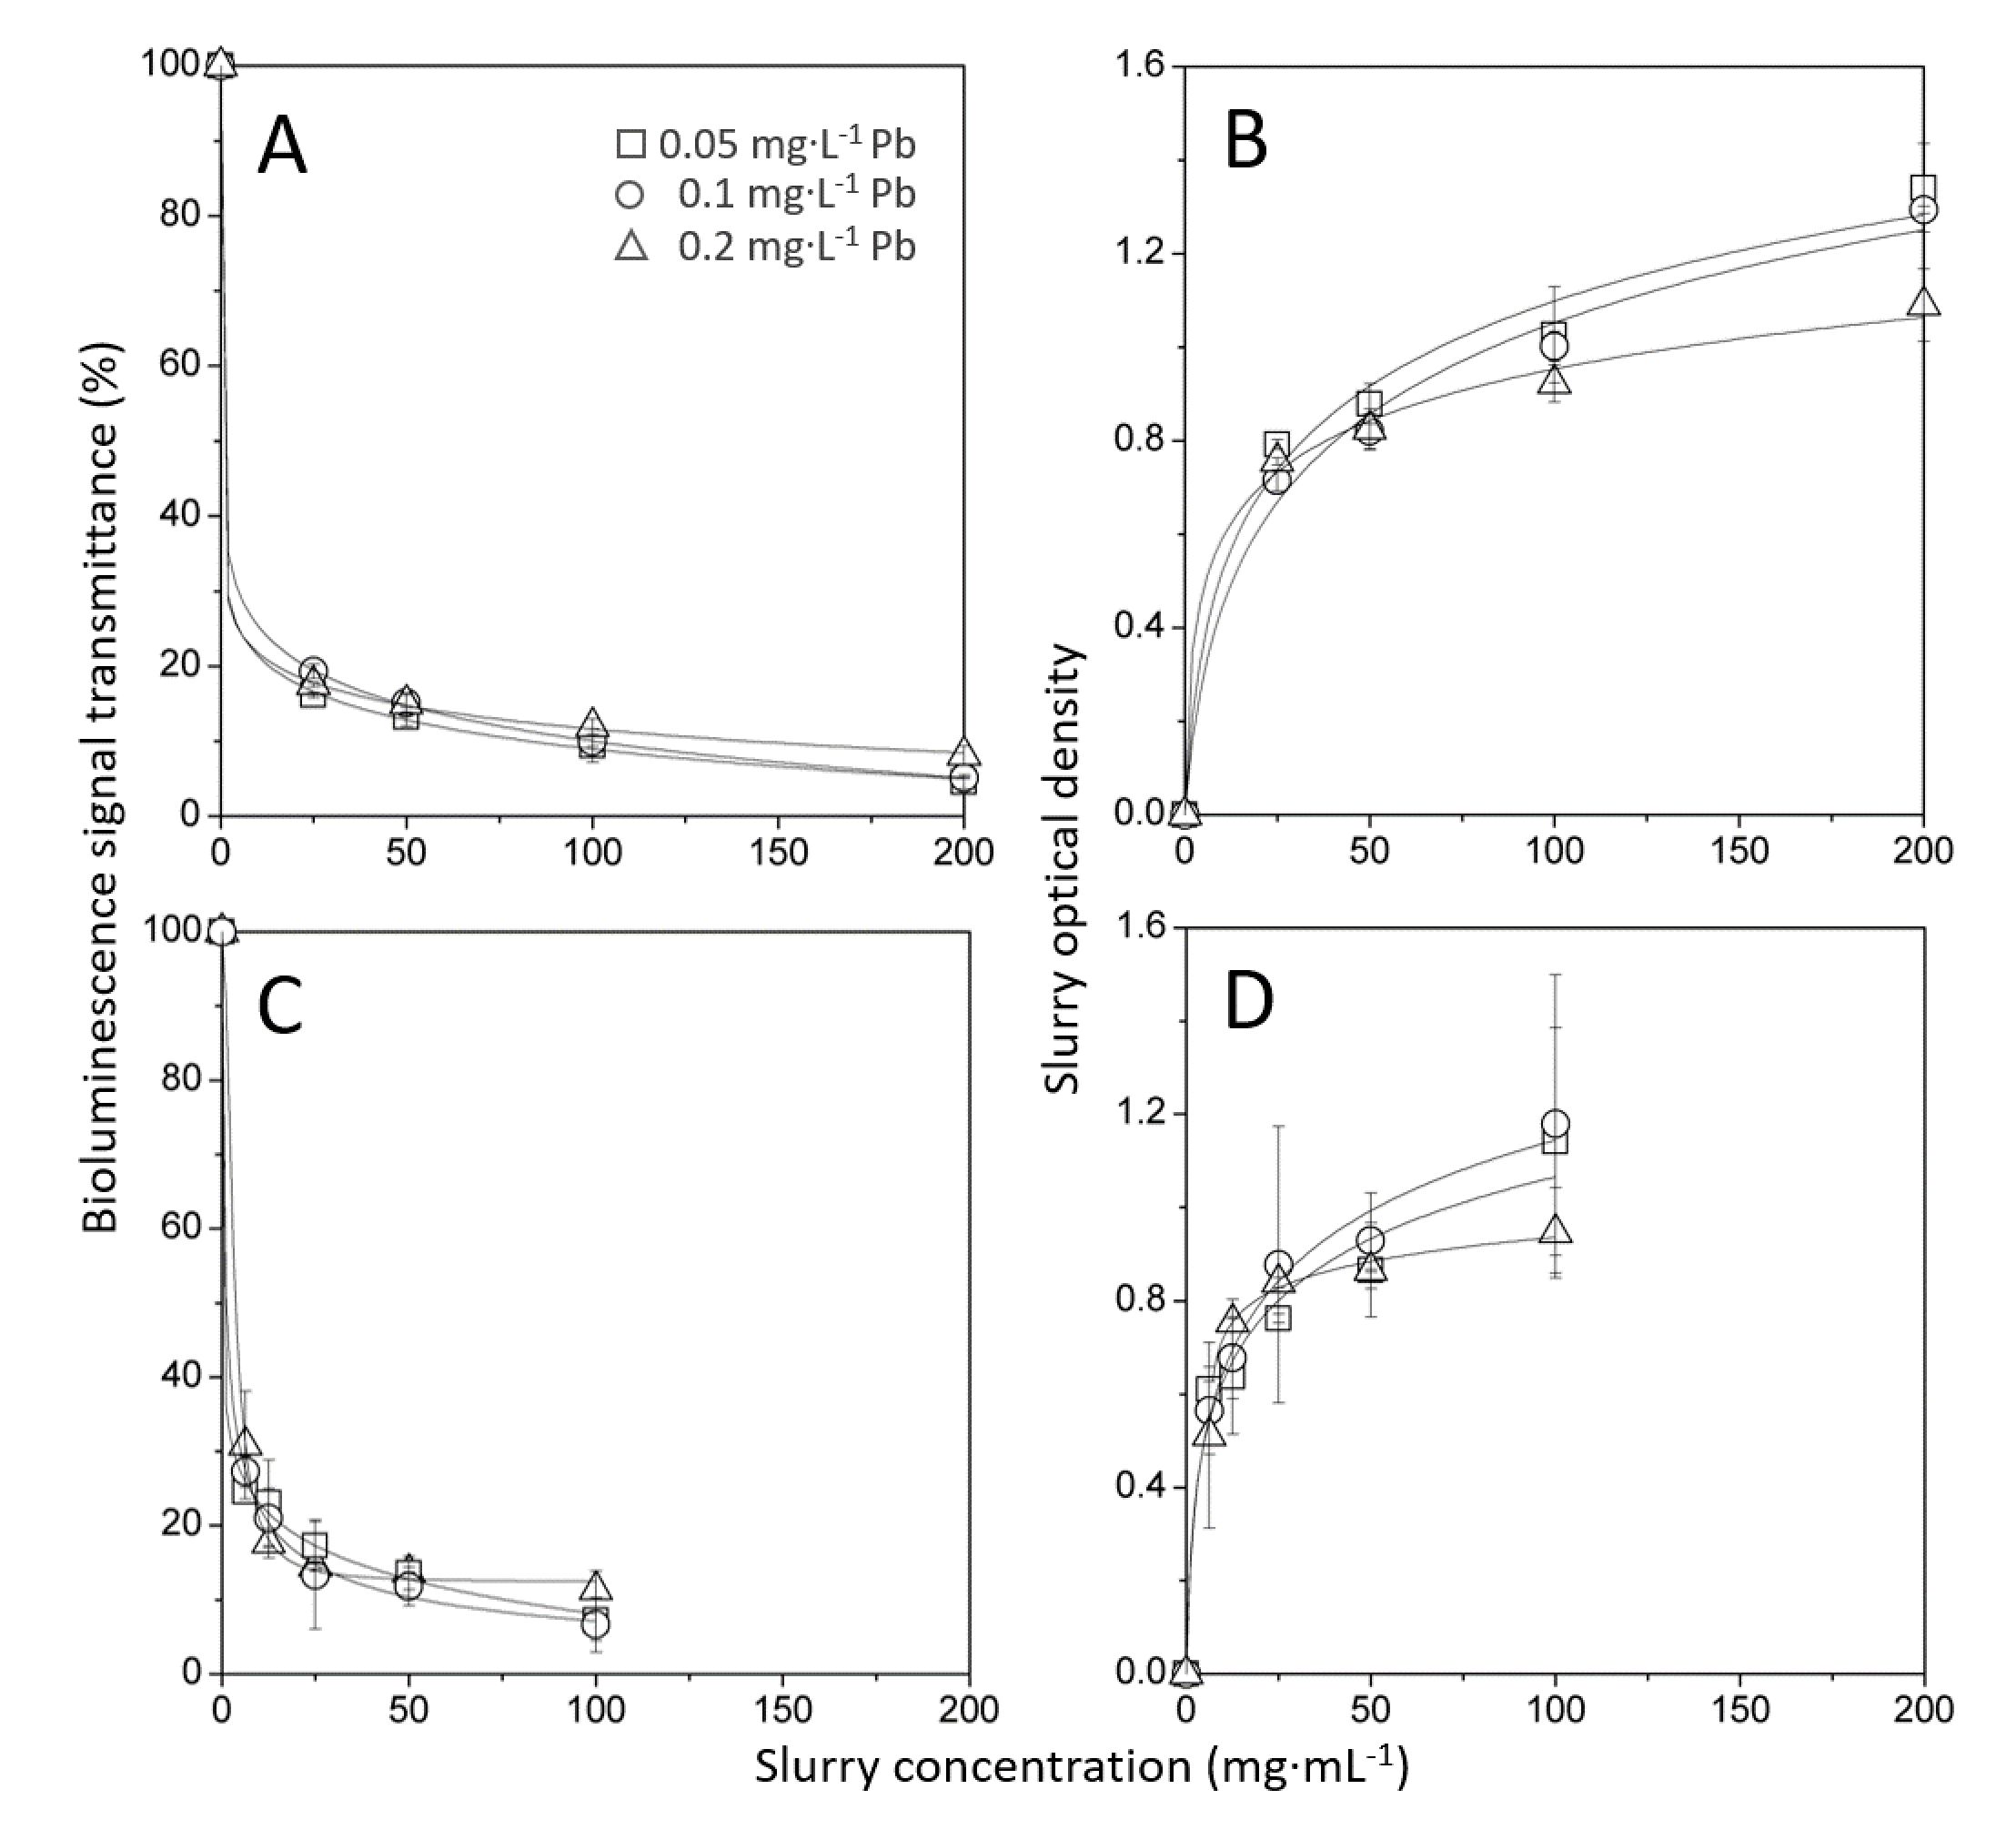 A
□ 0.05 mg·L⁻¹ Pb
○ 0.1 mg·L⁻¹ Pb
△ 0.2 mg·L⁻¹ Pb
100
80
60
40
20
0
0 50 100 150 200
B
1.6
1.2
0.8
0.4
0.0
0 50 100 150 200
Bioluminescence signal transmittance (%)
Slurry optical density
C
100
80
60
40
20
0
0 50 100 150 200
D
1.6
1.2
0.8
0.4
0.0
0 50 100 150 200
Slurry concentration (mg·mL⁻¹)